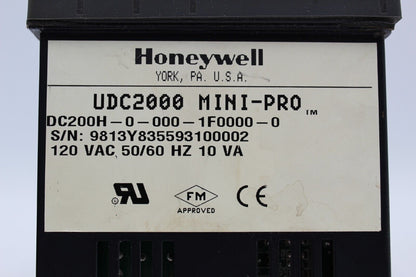 Honeywell
YORK, PA. U.S.A.
UDC2000 MINI-PRO™
DC200H-0-000-1F0000-0
S/N: 9813Y835593100002
120 VAC 50/60 HZ 10 VA
FM
APPROVED
CE